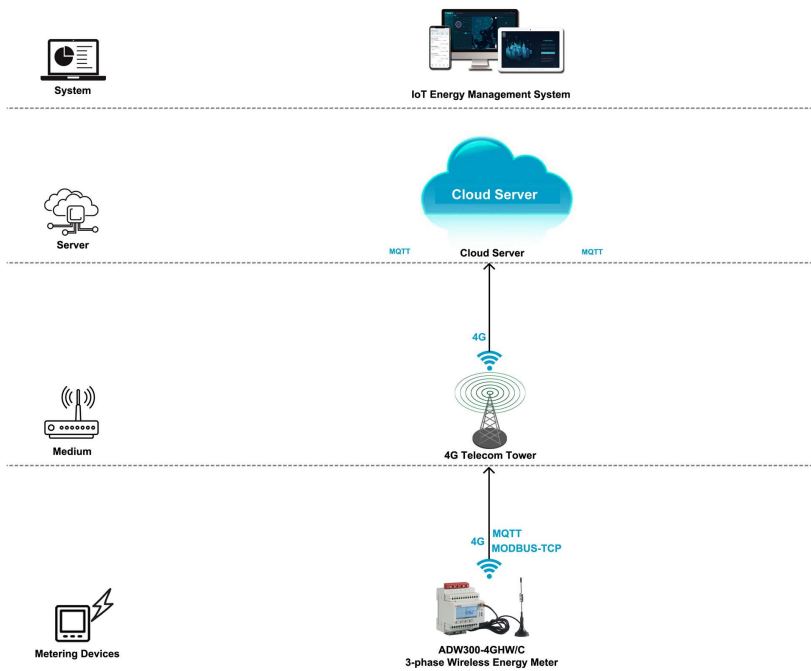 System
IoT Energy Management System
Cloud Server
Server
MQTT
Cloud Server
MQTT
4G
Medium
4G Telecom Tower
4G
MQTT
MODBUS-TCP
Metering Devices
ADW300-4GHW/C
3-phase Wireless Energy Meter